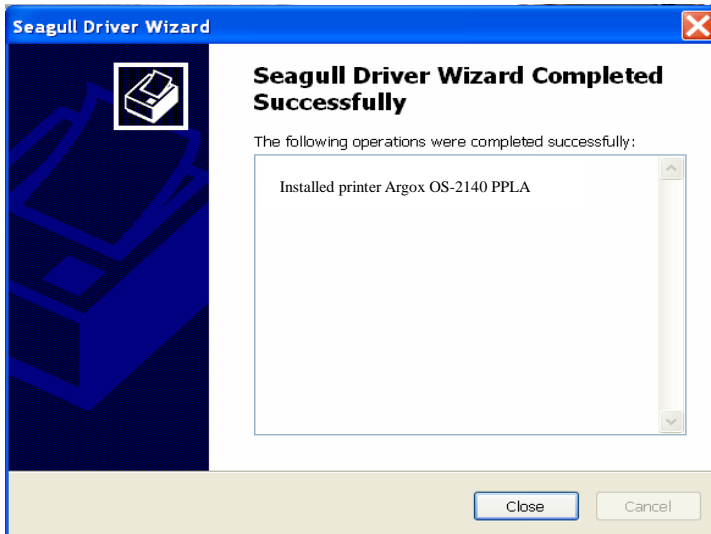 Seagull Driver Wizard
Seagull Driver Wizard Completed
Successfully
The following operations were completed successfully:
Installed printer Argox OS-2140 PPLA
Close
Cancel